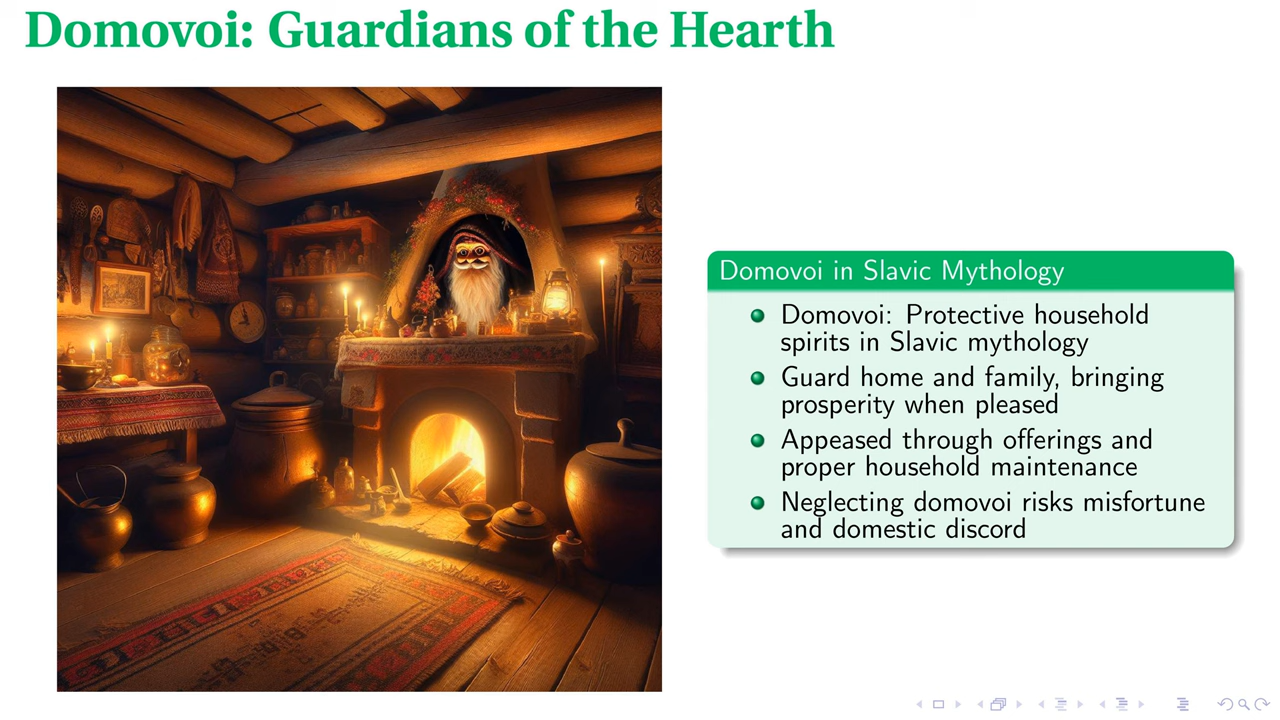 Domovoi: Guardians of the Hearth
Domovoi in Slavic Mythology
Domovoi: Protective household
spirits in Slavic mythology
Guard home and family, bringing
prosperity when pleased
Appeased through offerings and
proper household maintenance
Neglecting domovoi risks misfortune
and domestic discord